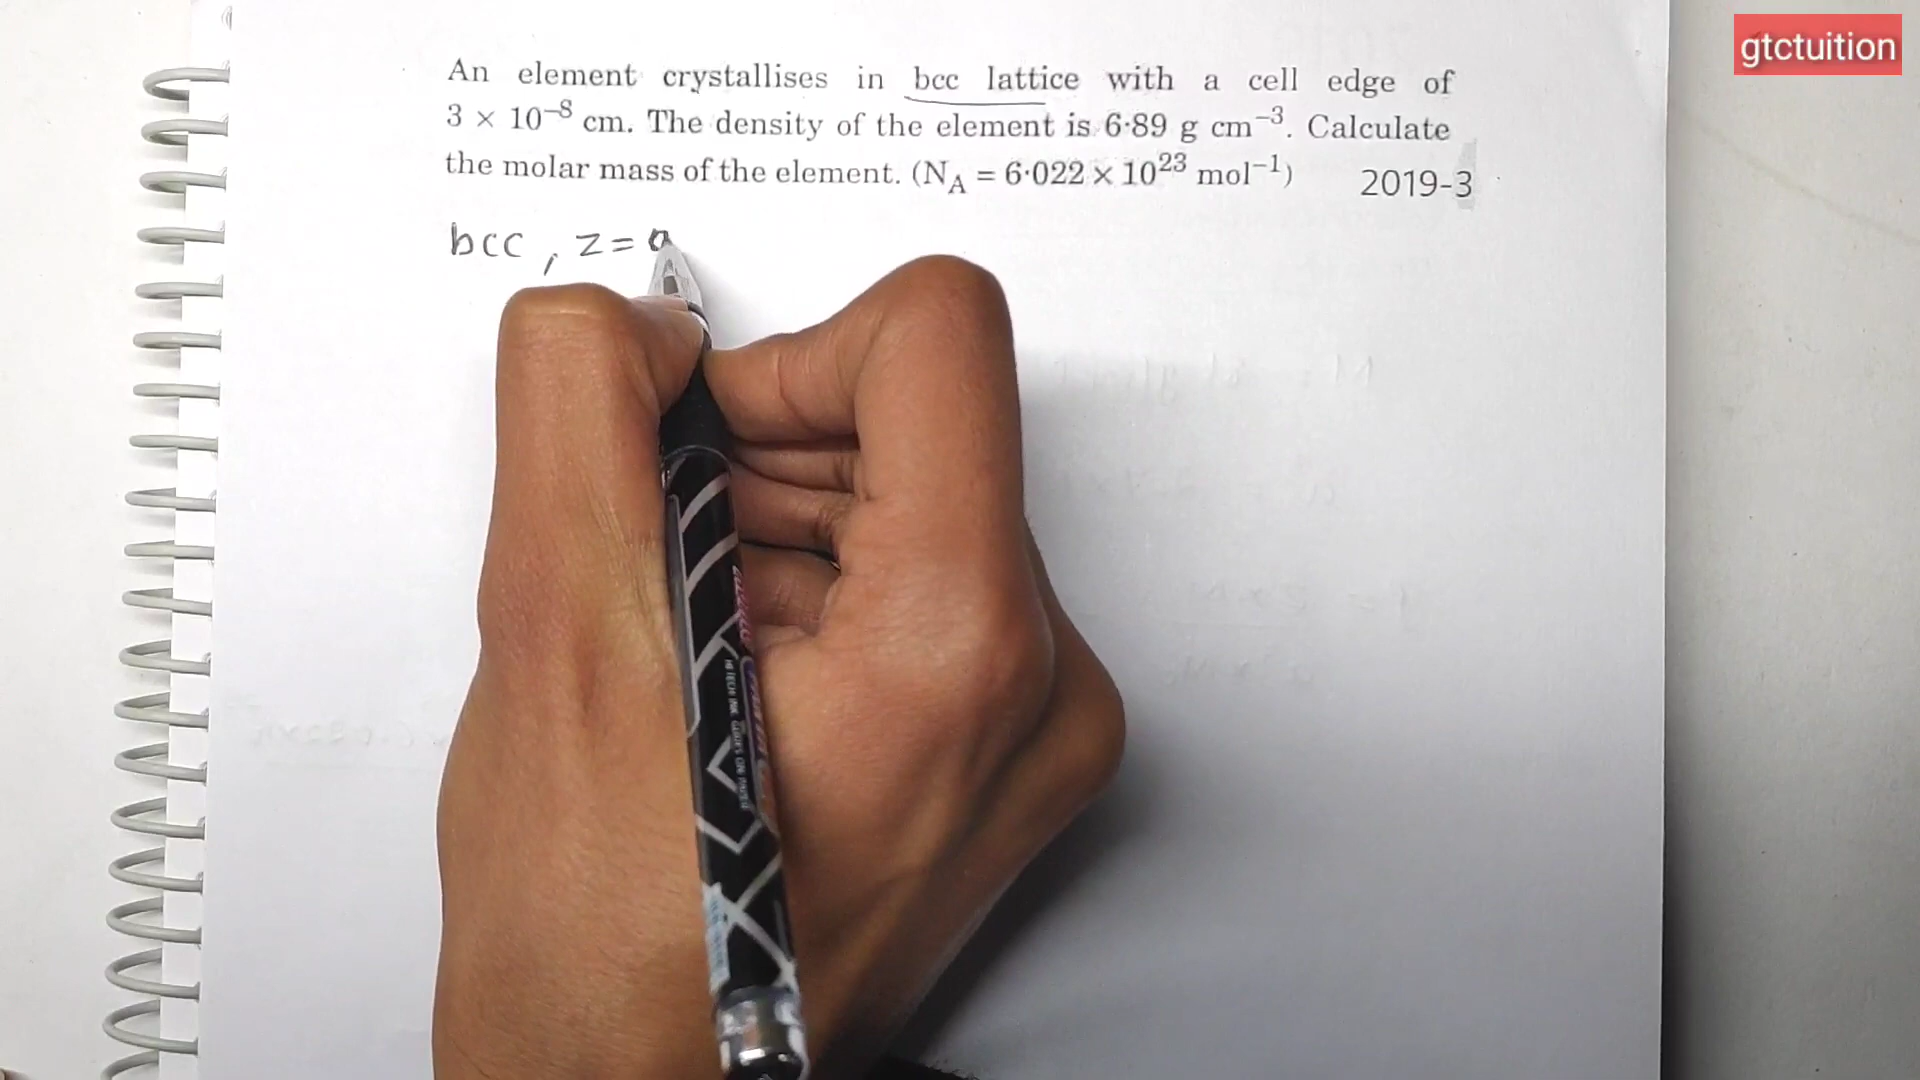 gtctuition
An element crystallises in bcc lattice with a cell edge of
3 × 10⁻⁸ cm. The density of the element is 6·89 g cm⁻³. Calculate
the molar mass of the element. (N_A = 6·022 × 10²³ mol⁻¹) 2019-3
bcc, z =